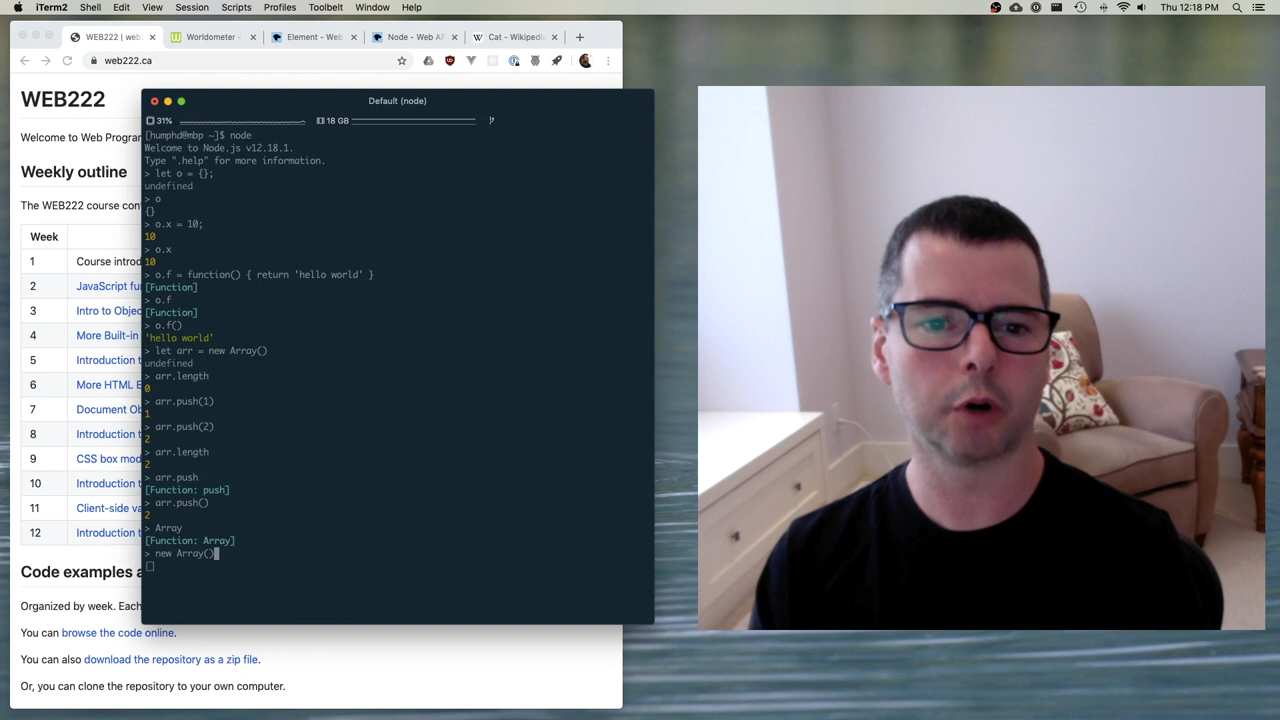 iTerm2 Shell Edit View Session Scripts Profiles Toolbelt Window Help
Thu 12:18 PM
WEB222 | web
Worldometer -
Element - Web
Node - Web AP
Cat - Wikipedi
web222.ca
WEB222
Welcome to Web Progra
Weekly outline
The WEB222 course con
Week
1 Course introd
2 JavaScript fu
3 Intro to Objec
4 More Built-in
5 Introduction t
6 More HTML E
7 Document Ob
8 Introduction t
9 CSS box mod
10 Introduction t
11 Client-side va
12 Introduction t
Code examples a
Organized by week. Each
You can browse the code online.
You can also download the repository as a zip file.
Or, you can clone the repository to your own computer.
Default (node)
31% 18 GB
[humphd@mbp ~]$ node
Welcome to Node.js v12.18.1.
Type ".help" for more information.
> let o = {};
undefined
> o
{}
> o.x = 10;
10
> o.x
10
> o.f = function() { return 'hello world' }
[Function]
> o.f
[Function]
> o.f()
'hello world'
> let arr = new Array()
undefined
> arr.length
0
> arr.push(1)
1
> arr.push(2)
2
> arr.length
2
> arr.push
[Function: push]
> arr.push()
2
> Array
[Function: Array]
> new Array()
[]